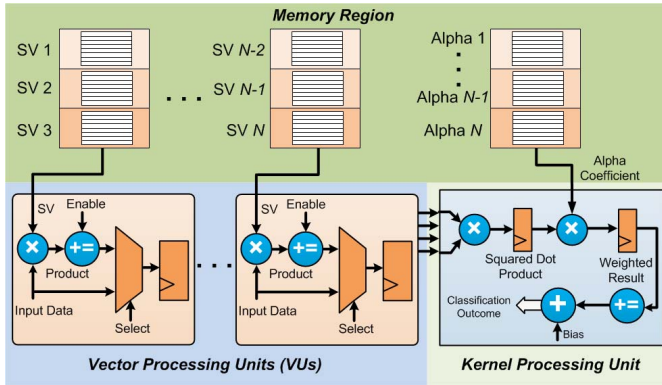 Memory Region
SV 1
SV 2
SV 3
. . .
SV N-2
SV N-1
SV N
Alpha 1
Alpha N-1
Alpha N
Alpha
Coefficient
SV
Enable
×
+=
Product
Input Data
Select
. . .
SV
Enable
×
+=
Product
Input Data
Select
×
Squared Dot
Product
×
Weighted
Result
+=
+
Bias
Classification
Outcome
Vector Processing Units (VUs)
Kernel Processing Unit